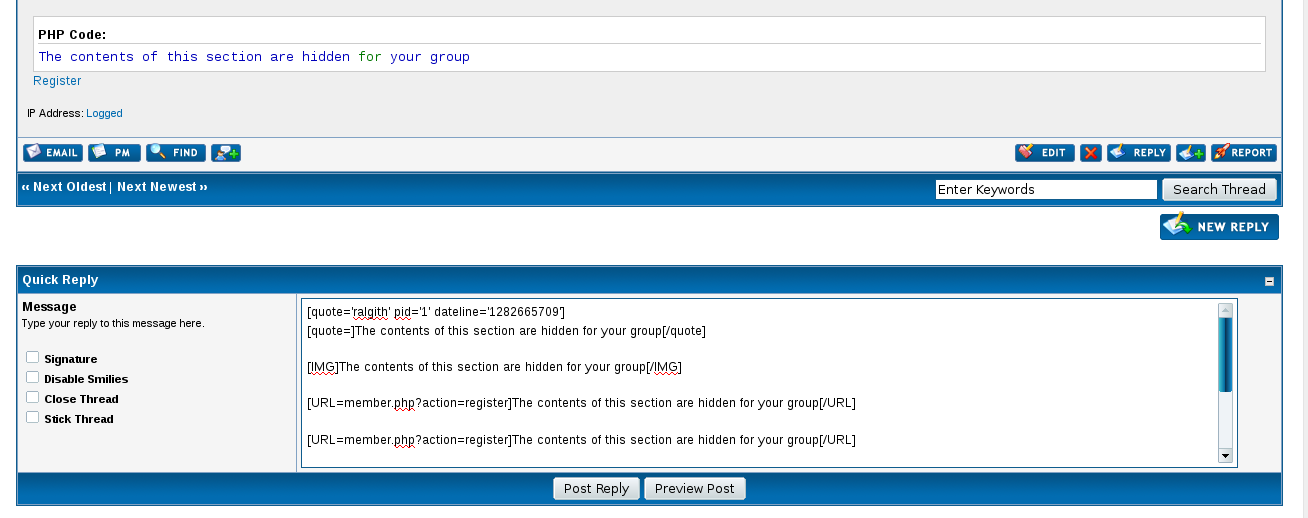 PHP Code:
The contents of this section are hidden for your group
Register
IP Address: Logged
EMAIL PM FIND EDIT REPLY REPORT
‹‹ Next Oldest | Next Newest ›› Enter Keywords Search Thread
NEW REPLY
Quick Reply
Message
Type your reply to this message here.
Signature
Disable Smilies
Close Thread
Stick Thread
[quote='ralgith' pid='1' dateline='1282665709']
[quote=]The contents of this section are hidden for your group[/quote]
[IMG]The contents of this section are hidden for your group[/IMG]
[URL=member.php?action=register]The contents of this section are hidden for your group[/URL]
[URL=member.php?action=register]The contents of this section are hidden for your group[/URL]
Post Reply Preview Post